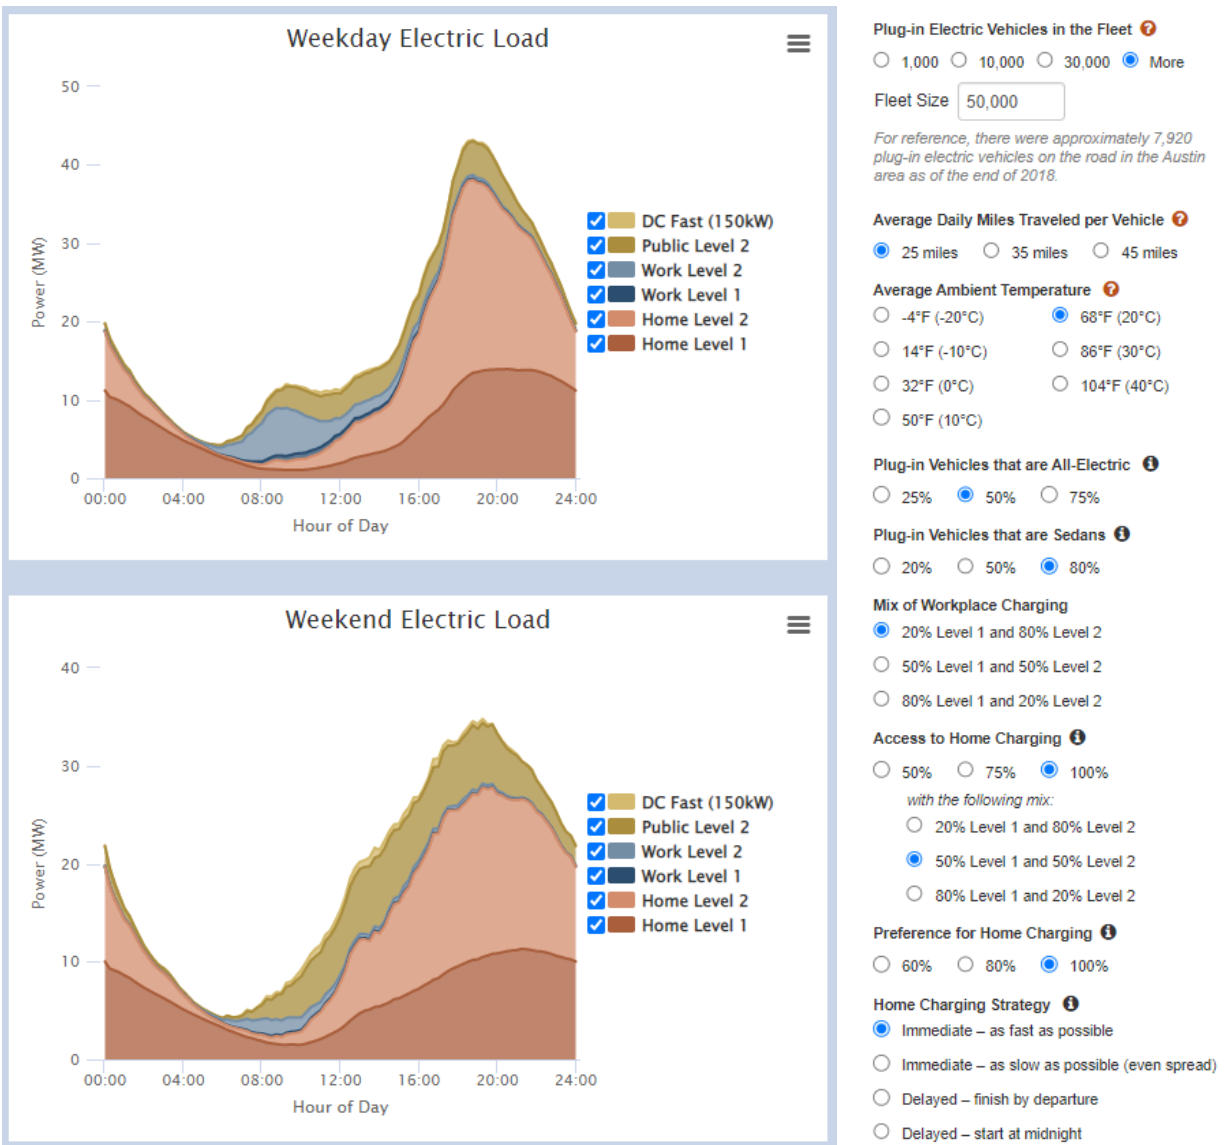 Weekday Electric Load
50
40
30
20
10
0
Power (MW)
00:00 04:00 08:00 12:00 16:00 20:00 24:00
Hour of Day
DC Fast (150kW)
Public Level 2
Work Level 2
Work Level 1
Home Level 2
Home Level 1
Weekend Electric Load
40
30
20
10
0
Power (MW)
00:00 04:00 08:00 12:00 16:00 20:00 24:00
Hour of Day
DC Fast (150kW)
Public Level 2
Work Level 2
Work Level 1
Home Level 2
Home Level 1
Plug-in Electric Vehicles in the Fleet ?
1,000 10,000 30,000 More
Fleet Size 50,000
For reference, there were approximately 7,920
plug-in electric vehicles on the road in the Austin
area as of the end of 2018.
Average Daily Miles Traveled per Vehicle ?
25 miles 35 miles 45 miles
Average Ambient Temperature ?
-4°F (-20°C) 68°F (20°C)
14°F (-10°C) 86°F (30°C)
32°F (0°C) 104°F (40°C)
50°F (10°C)
Plug-in Vehicles that are All-Electric i
25% 50% 75%
Plug-in Vehicles that are Sedans i
20% 50% 80%
Mix of Workplace Charging
20% Level 1 and 80% Level 2
50% Level 1 and 50% Level 2
80% Level 1 and 20% Level 2
Access to Home Charging i
50% 75% 100%
with the following mix:
20% Level 1 and 80% Level 2
50% Level 1 and 50% Level 2
80% Level 1 and 20% Level 2
Preference for Home Charging i
60% 80% 100%
Home Charging Strategy i
Immediate – as fast as possible
Immediate – as slow as possible (even spread)
Delayed – finish by departure
Delayed – start at midnight